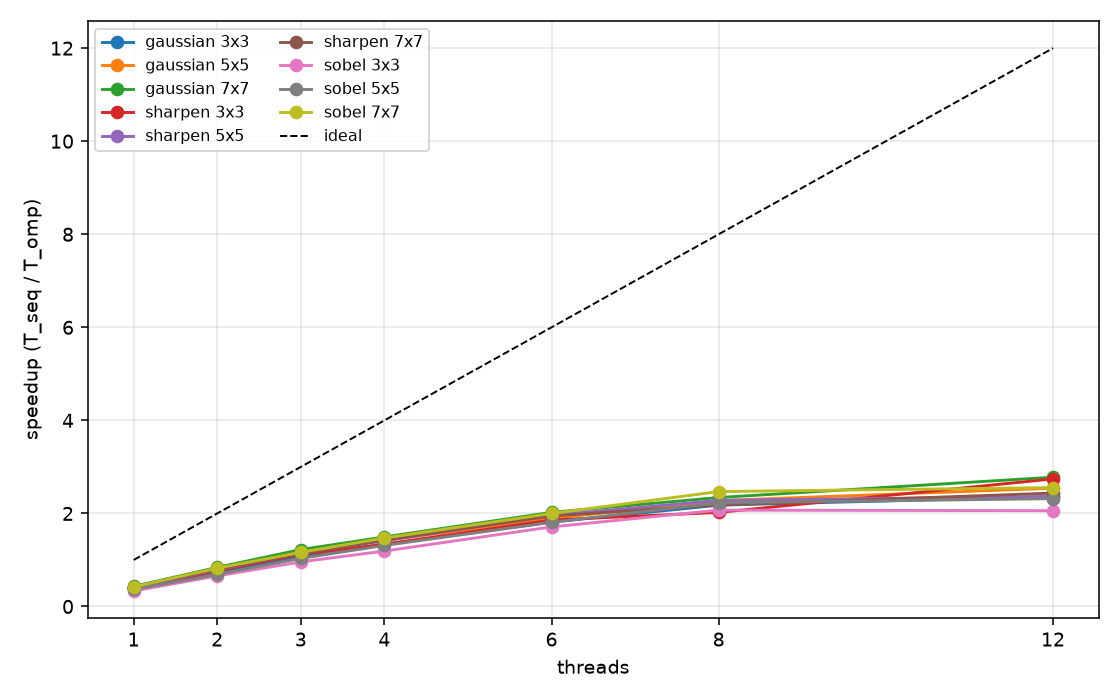 speedup (T_seq / T_omp)
12
10
8
6
4
2
0
gaussian 3x3
gaussian 5x5
gaussian 7x7
sharpen 3x3
sharpen 5x5
sharpen 7x7
sobel 3x3
sobel 5x5
sobel 7x7
ideal
1 2 3 4 6 8 12
threads